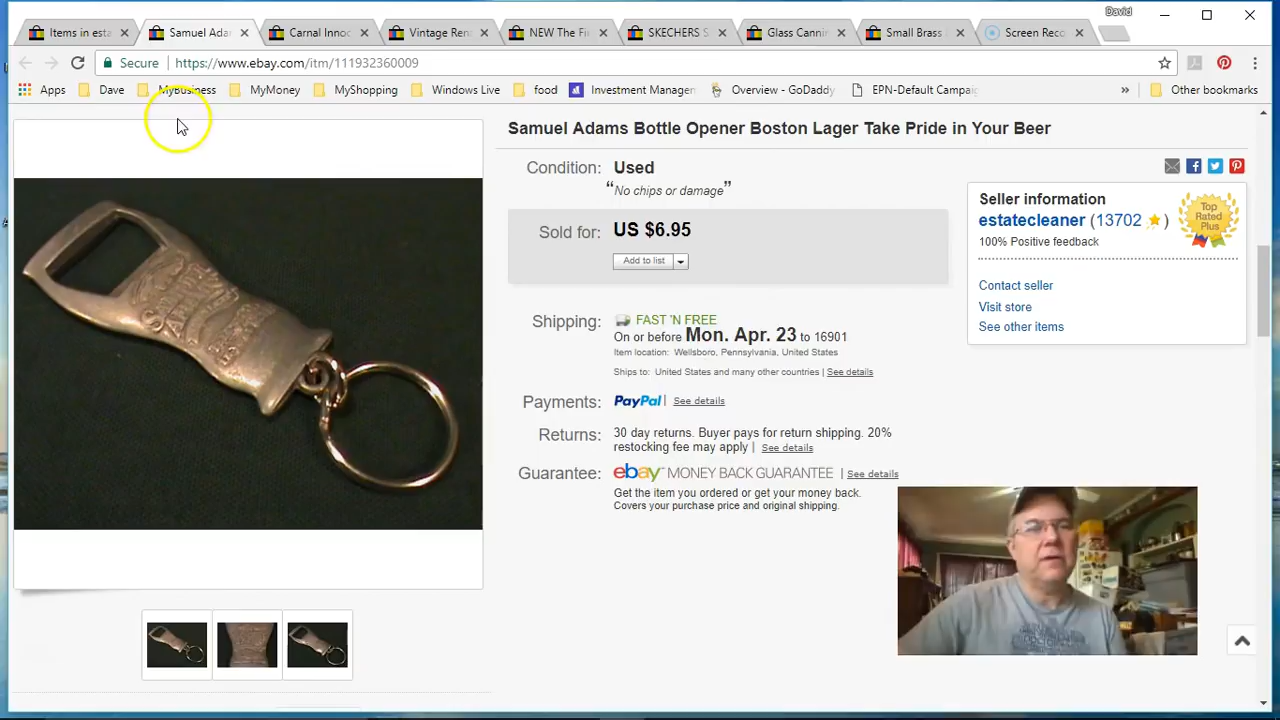 David
Items in esta
Samuel Adar
Carnal Innoc
Vintage Ren
NEW The Fi
SKECHERS S
Glass Cannin
Small Brass
Screen Reco
Secure
https://www.ebay.com/itm/111932360009
Apps
Dave
Mybusiness
MyMoney
MyShopping
Windows Live
food
Investment Manager
Overview - GoDaddy
EPN-Default Campaig
»
Other bookmarks
Samuel Adams Bottle Opener Boston Lager Take Pride in Your Beer
Condition: Used
“No chips or damage”
Sold for: US $6.95
Add to list
Shipping: FAST 'N FREE
On or before Mon. Apr. 23 to 16901
Item location: Wellsboro, Pennsylvania, United States
Ships to: United States and many other countries | See details
Payments: PayPal | See details
Returns: 30 day returns. Buyer pays for return shipping. 20%
restocking fee may apply | See details
Guarantee: ebay MONEY BACK GUARANTEE | See details
Get the item you ordered or get your money back.
Covers your purchase price and original shipping.
Seller information
estatecleaner (13702 )
100% Positive feedback
Top
Rated
Plus
Contact seller
Visit store
See other items